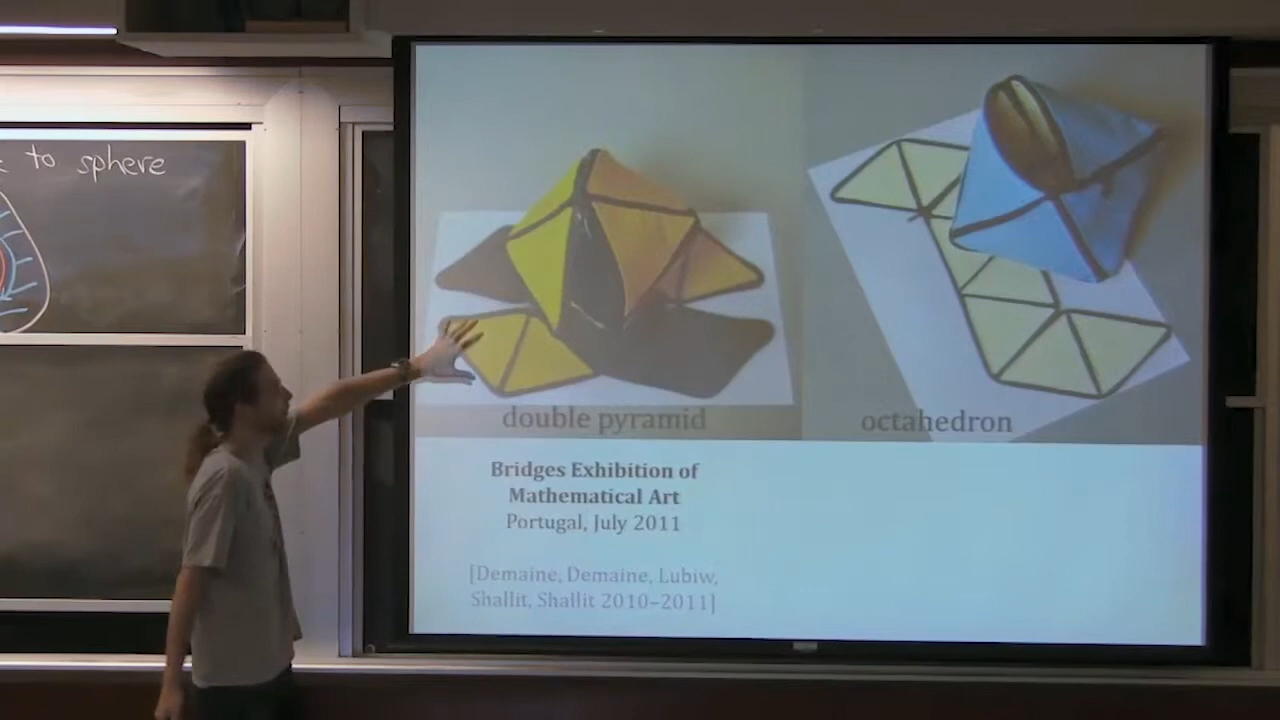 to sphere
double pyramid
octahedron
Bridges Exhibition of
Mathematical Art
Portugal, July 2011
[Demaine, Demaine, Lubiw,
Shallit, Shallit 2010–2011]